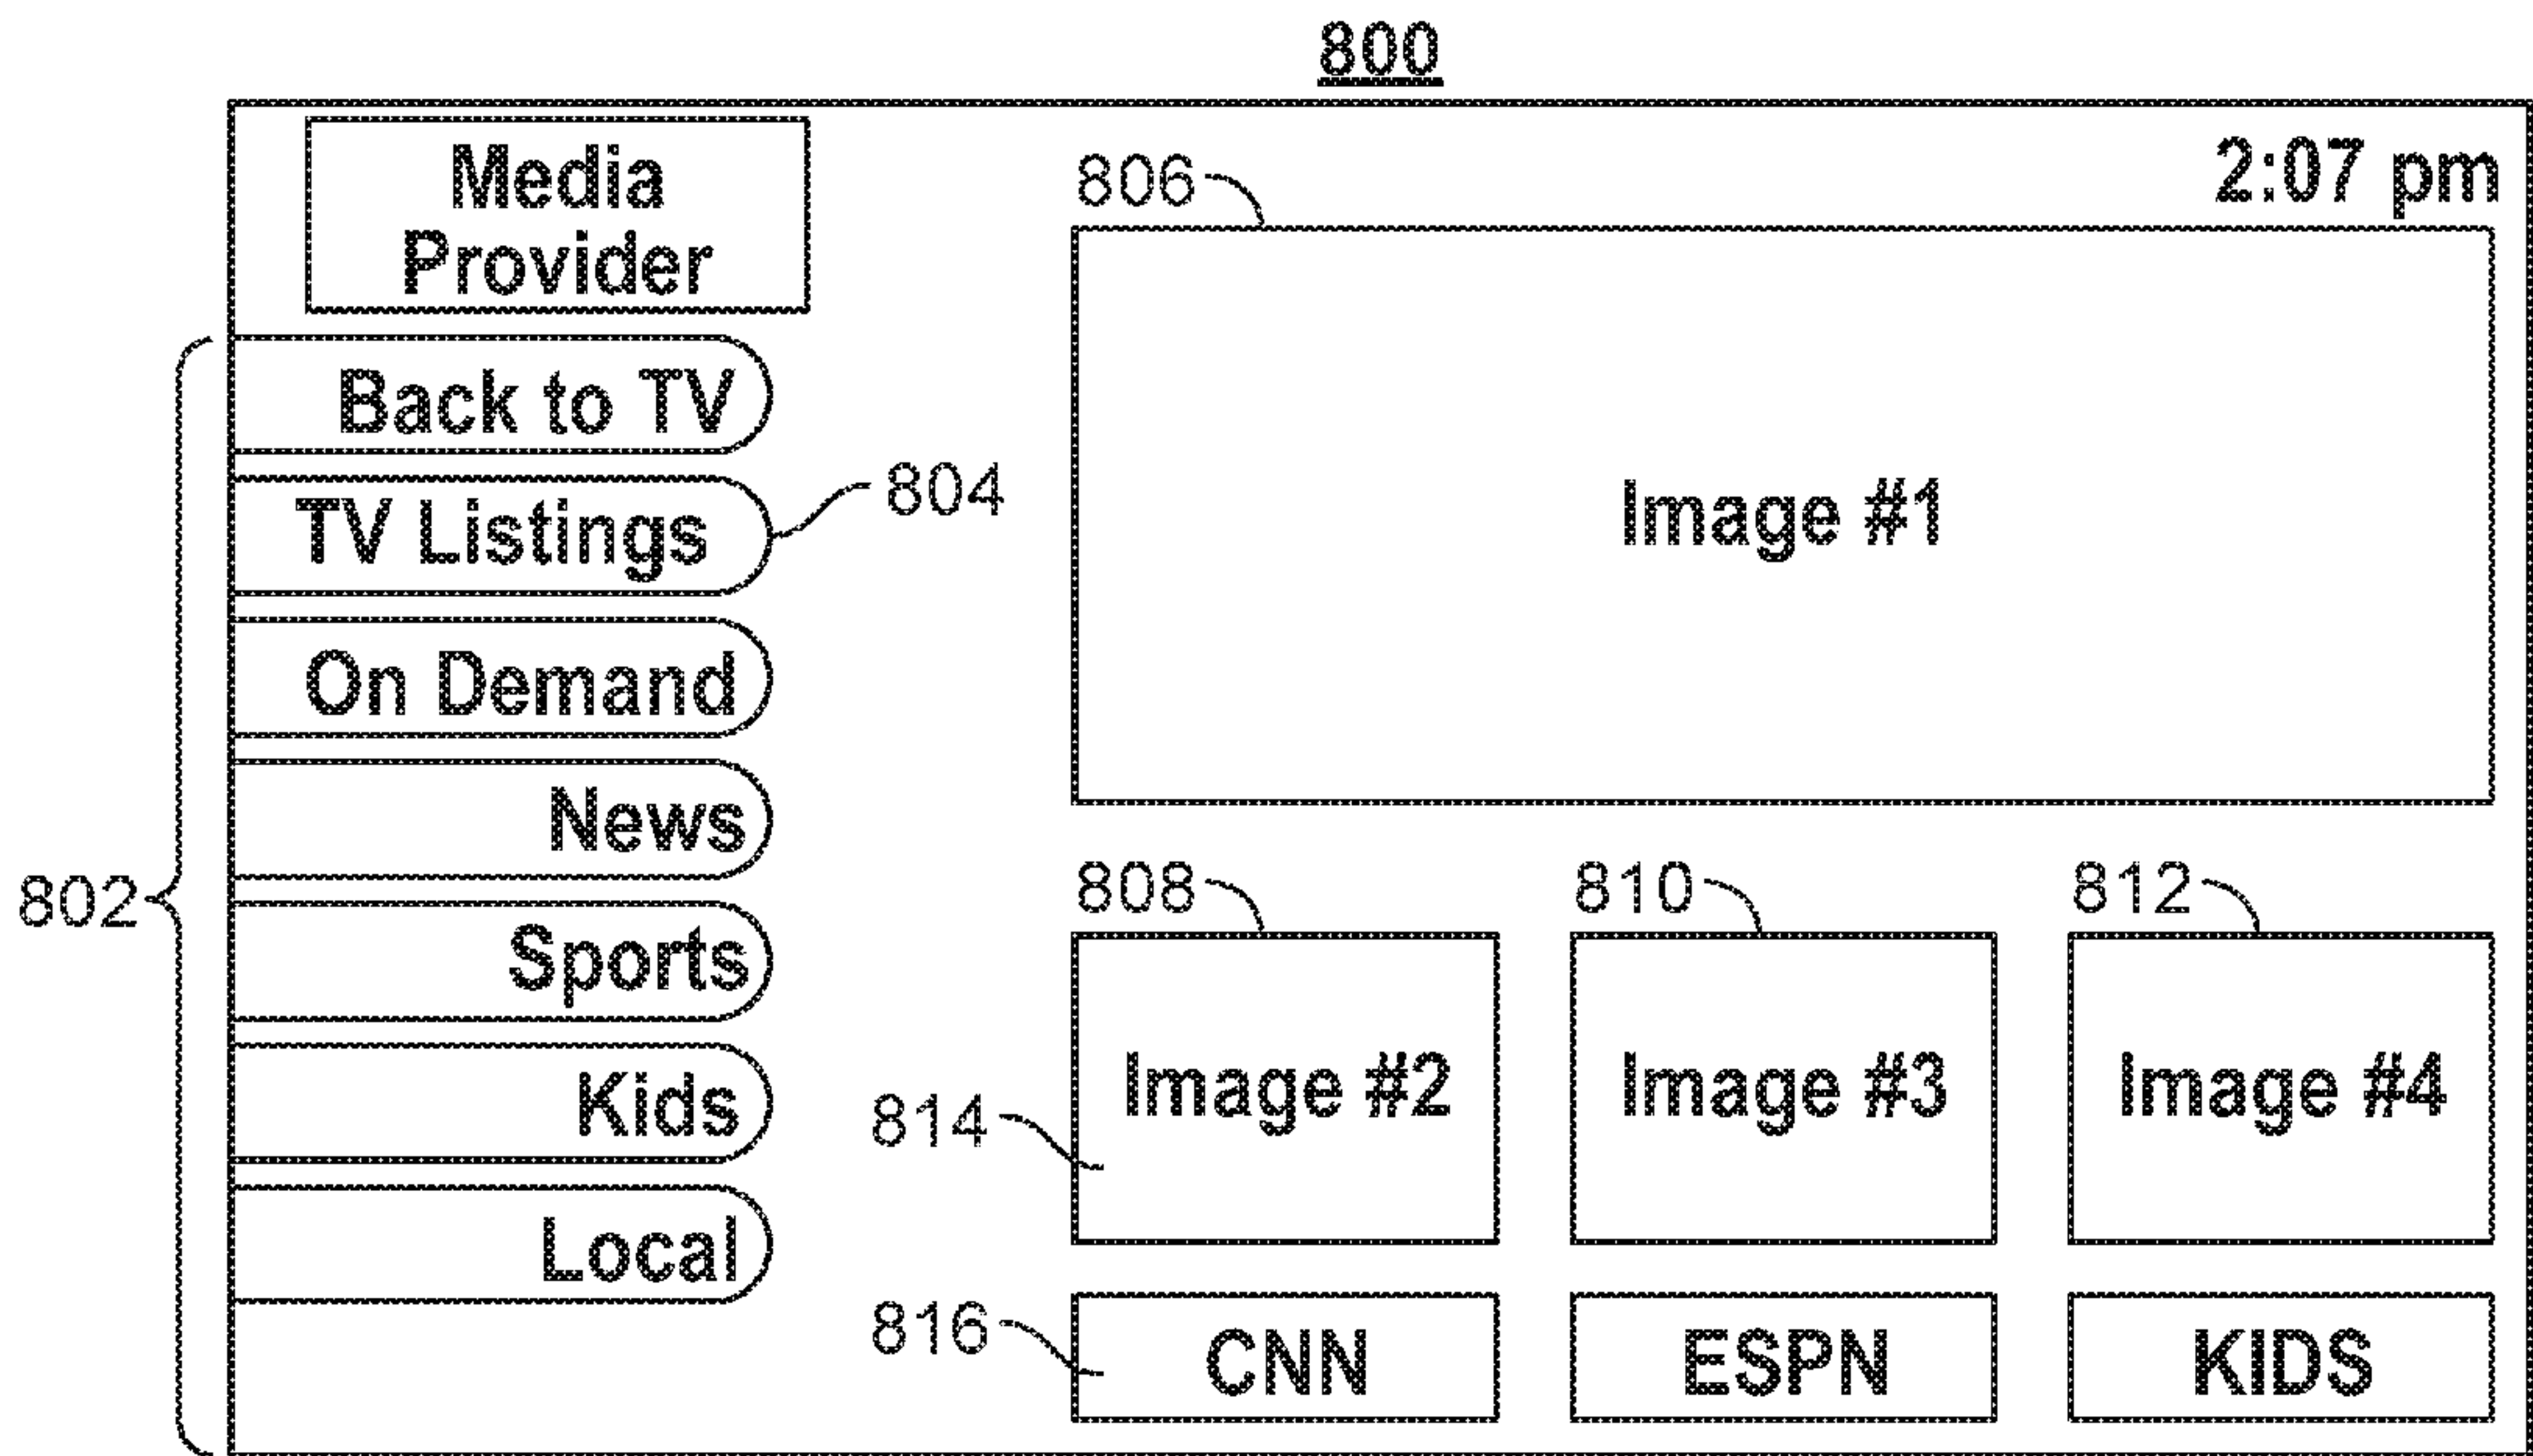 800
Media
Provider
2:07 pm
806
Back to TV
TV Listings
804
Image #1
On Demand
News
802
Sports
Kids
Local
808
810
812
Image #2
Image #3
Image #4
814
816
CNN
ESPN
KIDS